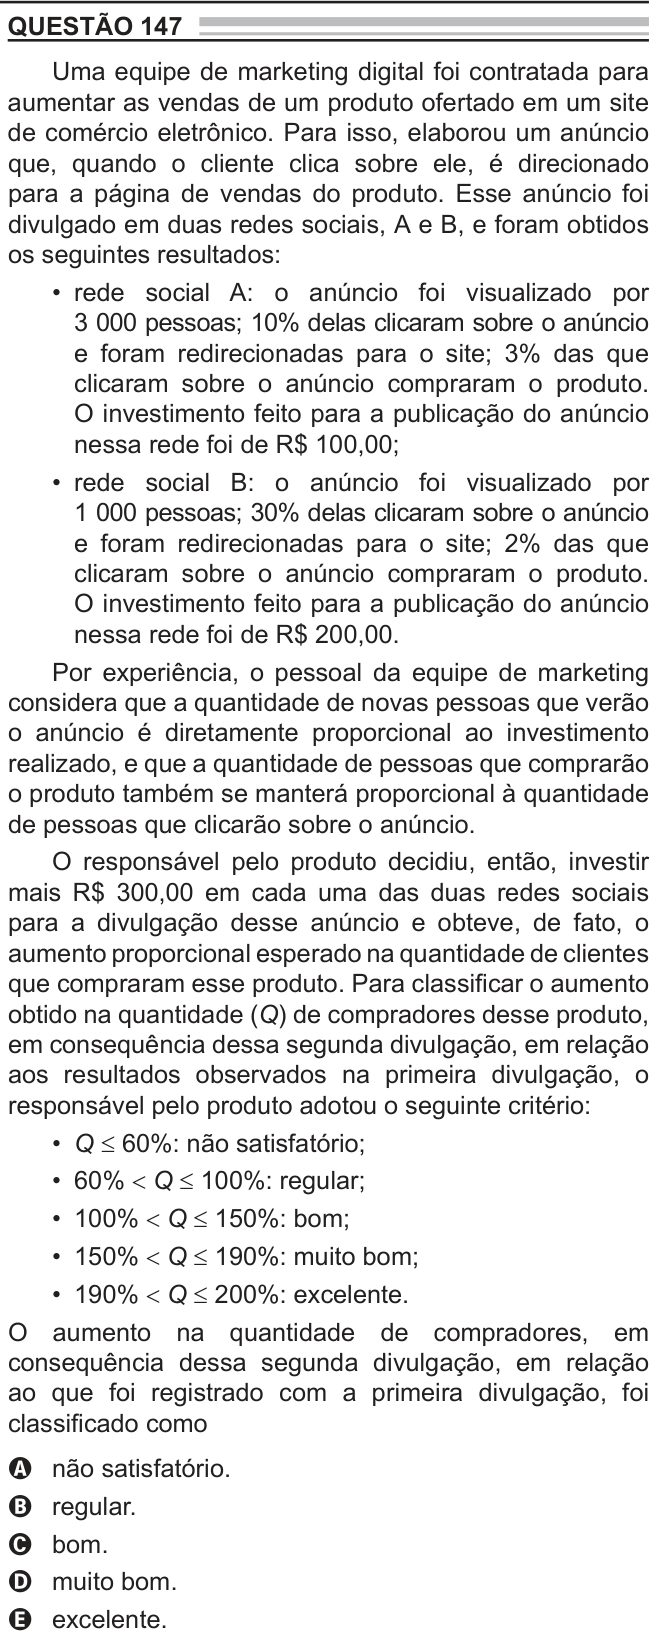 QUESTÃO 147
Uma equipe de marketing digital foi contratada para
aumentar as vendas de um produto ofertado em um site
de comércio eletrônico. Para isso, elaborou um anúncio
que, quando o cliente clica sobre ele, é direcionado
para a página de vendas do produto. Esse anúncio foi
divulgado em duas redes sociais, A e B, e foram obtidos
os seguintes resultados:
• rede social A: o anúncio foi visualizado por
3 000 pessoas; 10% delas clicaram sobre o anúncio
e foram redirecionadas para o site; 3% das que
clicaram sobre o anúncio compraram o produto.
O investimento feito para a publicação do anúncio
nessa rede foi de R$ 100,00;
• rede social B: o anúncio foi visualizado por
1 000 pessoas; 30% delas clicaram sobre o anúncio
e foram redirecionadas para o site; 2% das que
clicaram sobre o anúncio compraram o produto.
O investimento feito para a publicação do anúncio
nessa rede foi de R$ 200,00.
Por experiência, o pessoal da equipe de marketing
considera que a quantidade de novas pessoas que verão
o anúncio é diretamente proporcional ao investimento
realizado, e que a quantidade de pessoas que comprarão
o produto também se manterá proporcional à quantidade
de pessoas que clicarão sobre o anúncio.
O responsável pelo produto decidiu, então, investir
mais R$ 300,00 em cada uma das duas redes sociais
para a divulgação desse anúncio e obteve, de fato, o
aumento proporcional esperado na quantidade de clientes
que compraram esse produto. Para classificar o aumento
obtido na quantidade (Q) de compradores desse produto,
em consequência dessa segunda divulgação, em relação
aos resultados observados na primeira divulgação, o
responsável pelo produto adotou o seguinte critério:
• Q ≤ 60%: não satisfatório;
• 60% < Q ≤ 100%: regular;
• 100% < Q ≤ 150%: bom;
• 150% < Q ≤ 190%: muito bom;
• 190% < Q ≤ 200%: excelente.
O aumento na quantidade de compradores, em
consequência dessa segunda divulgação, em relação
ao que foi registrado com a primeira divulgação, foi
classificado como
A não satisfatório.
B regular.
C bom.
D muito bom.
E excelente.